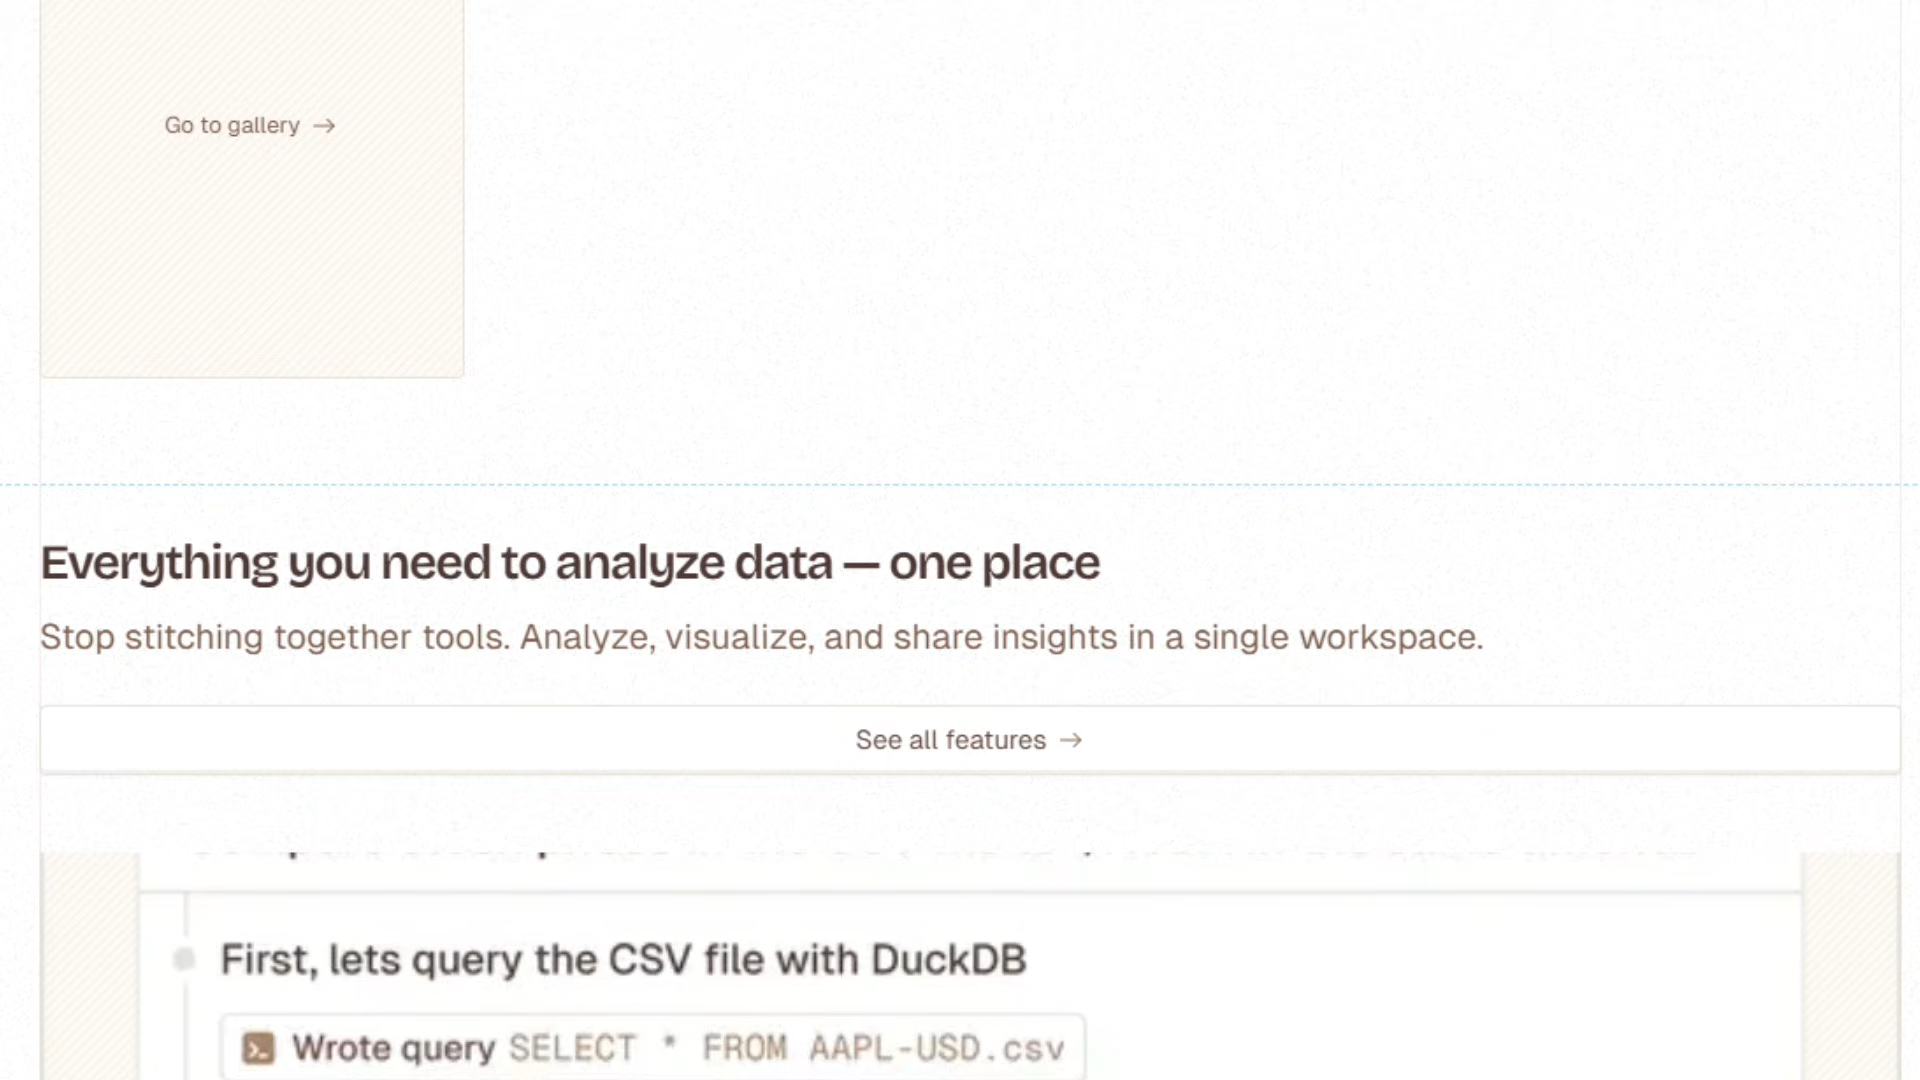 Go to gallery →
Everything you need to analyze data — one place
Stop stitching together tools. Analyze, visualize, and share insights in a single workspace.
See all features →
First, lets query the CSV file with DuckDB
Wrote query SELECT * FROM AAPL-USD.csv